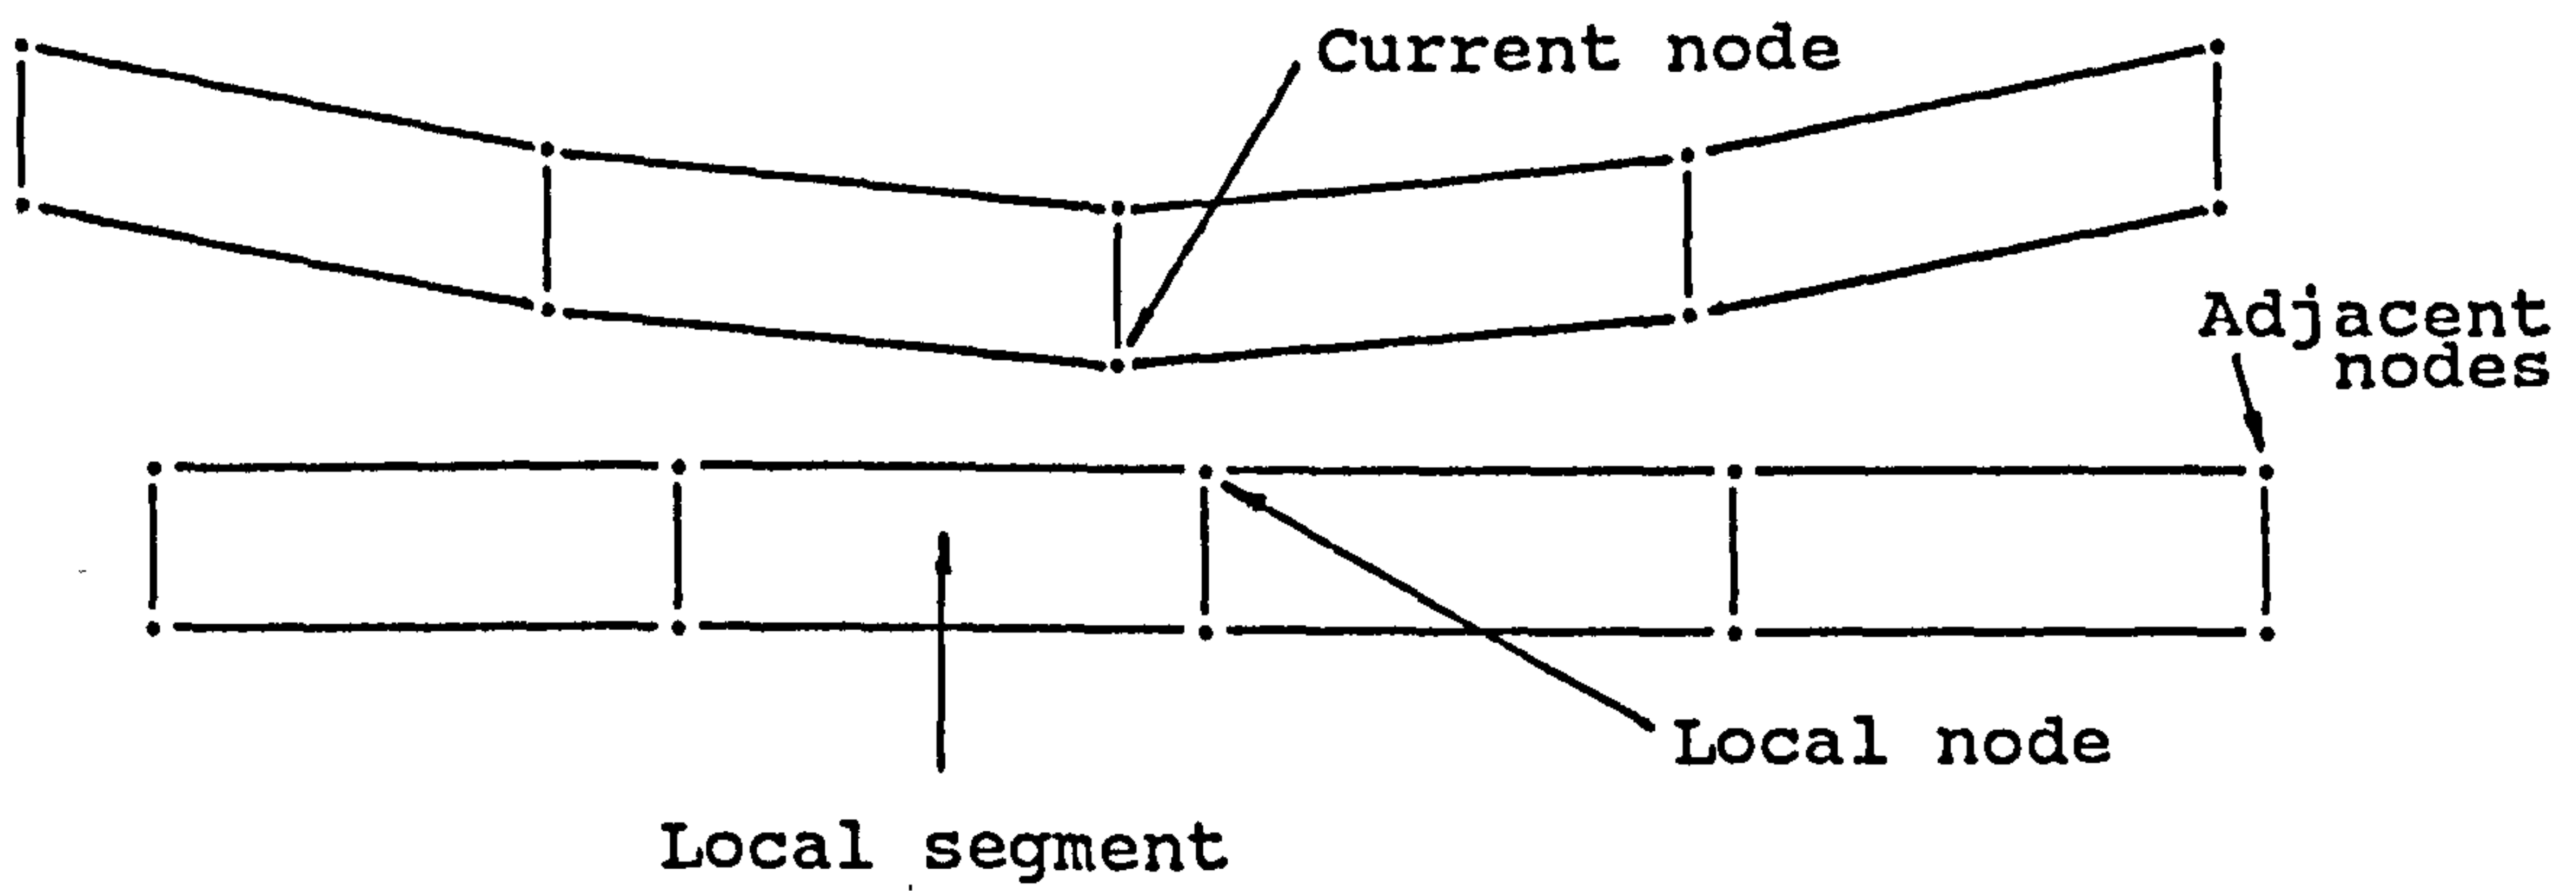 Current node
Adjacent
nodes
Local node
Local segment